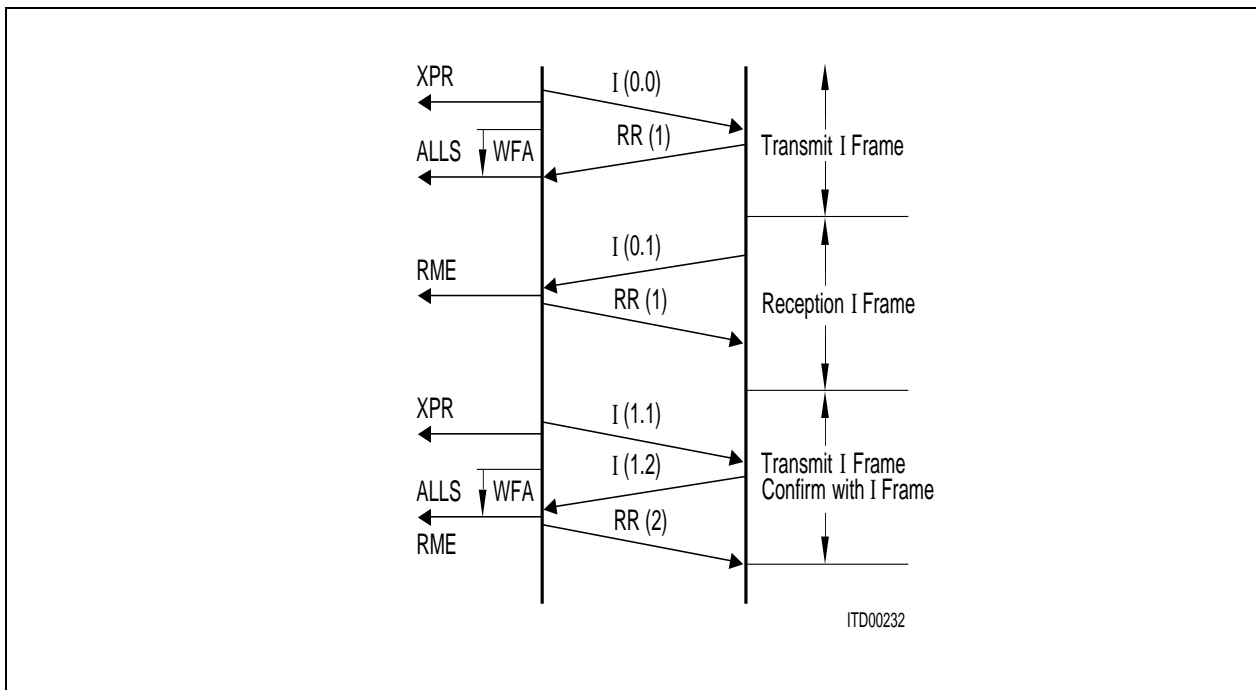 XPR
I (0.0)
RR (1)
Transmit I Frame
ALLS
WFA
I (0.1)
RME
RR (1)
Reception I Frame
XPR
I (1.1)
I (1.2)
Transmit I Frame
Confirm with I Frame
ALLS
WFA
RR (2)
RME
ITD00232